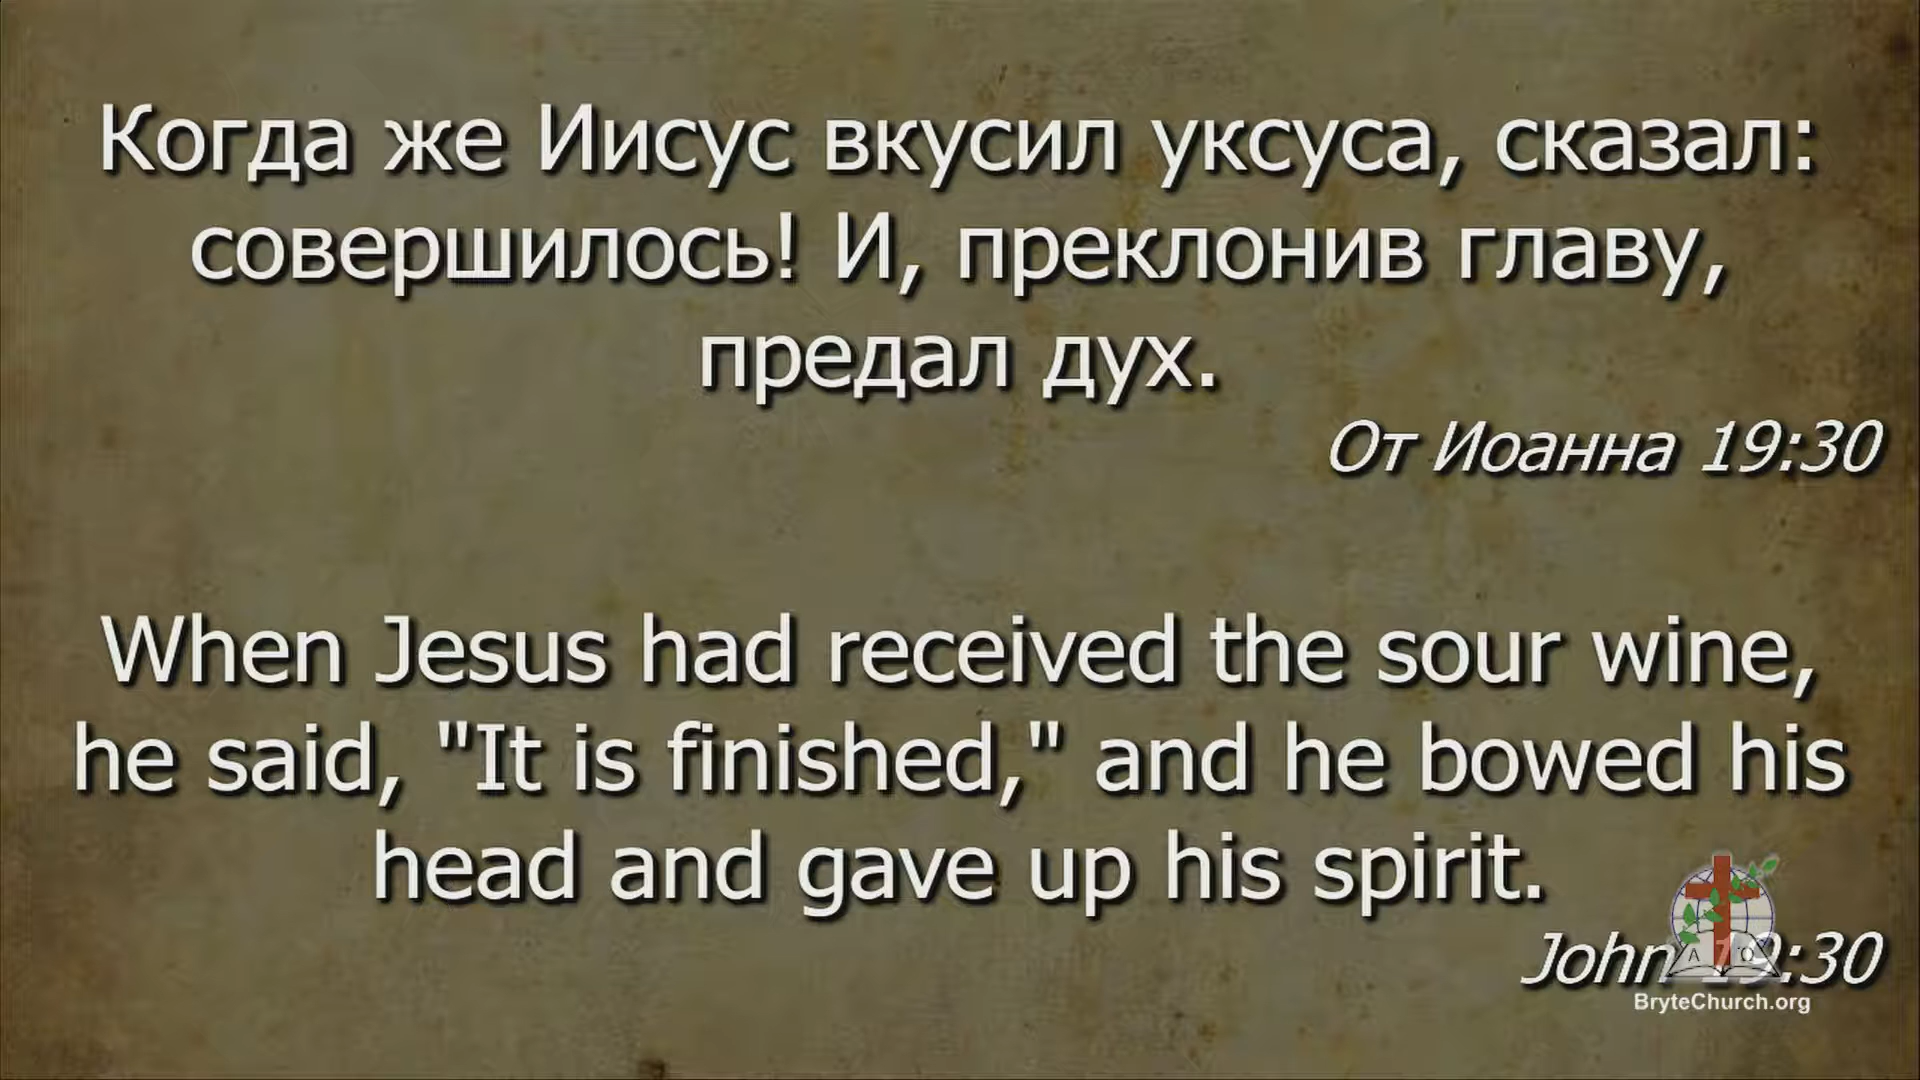 Когда же Иисус вкусил уксуса, сказал:
совершилось! И, преклонив главу,
предал дух.
От Иоанна 19:30
When Jesus had received the sour wine,
he said, "It is finished," and he bowed his
head and gave up his spirit.
John 19:30
Α Ω
BryteChurch.org